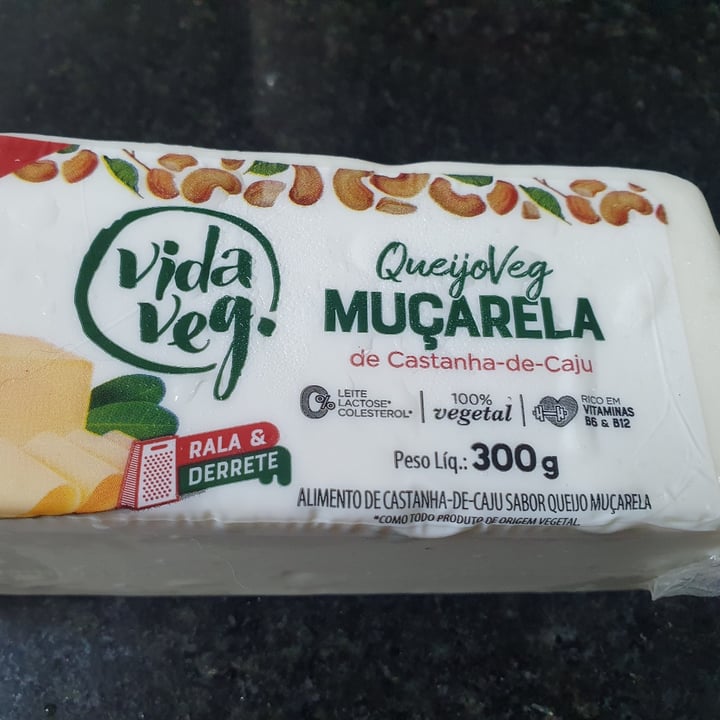 vida
veg.
QueijoVeg
MUÇARELA
de Castanha-de-Caju
0%
LEITE
LACTOSE*
COLESTEROL*
100%
vegetal
RICO EM
VITAMINAS
B6 & B12
RALA &
DERRETE
Peso Líq.: 300g
ALIMENTO DE CASTANHA-DE-CAJU SABOR QUEIJO MUÇARELA
*COMO TODO PRODUTO DE ORIGEM VEGETAL.